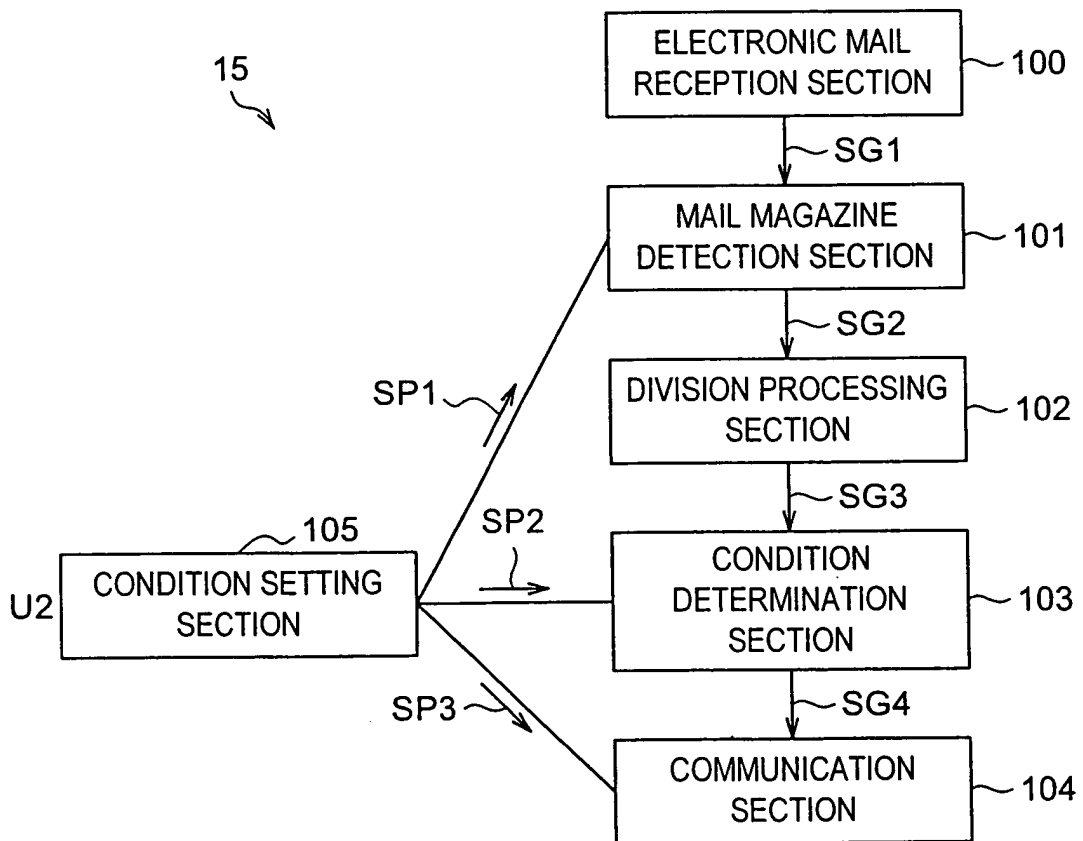 15
ELECTRONIC MAIL
RECEPTION SECTION
100
SG1
MAIL MAGAZINE
DETECTION SECTION
101
SG2
SP1
DIVISION PROCESSING
SECTION
102
SG3
105
SP2
U2
CONDITION SETTING
SECTION
CONDITION
DETERMINATION
SECTION
103
SP3
SG4
COMMUNICATION
SECTION
104